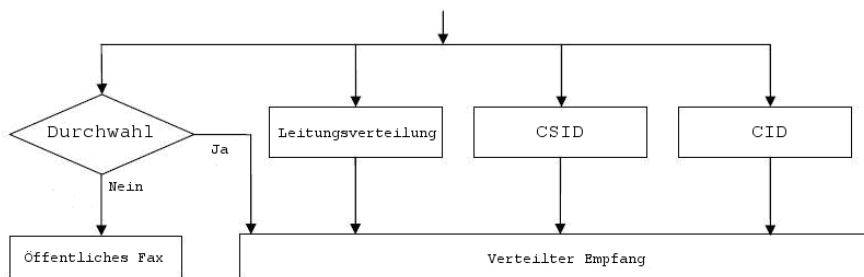 Durchwahl
Leitungsverteilung
CSID
CID
Ja
Nein
Öffentliches Fax
Verteilter Empfang